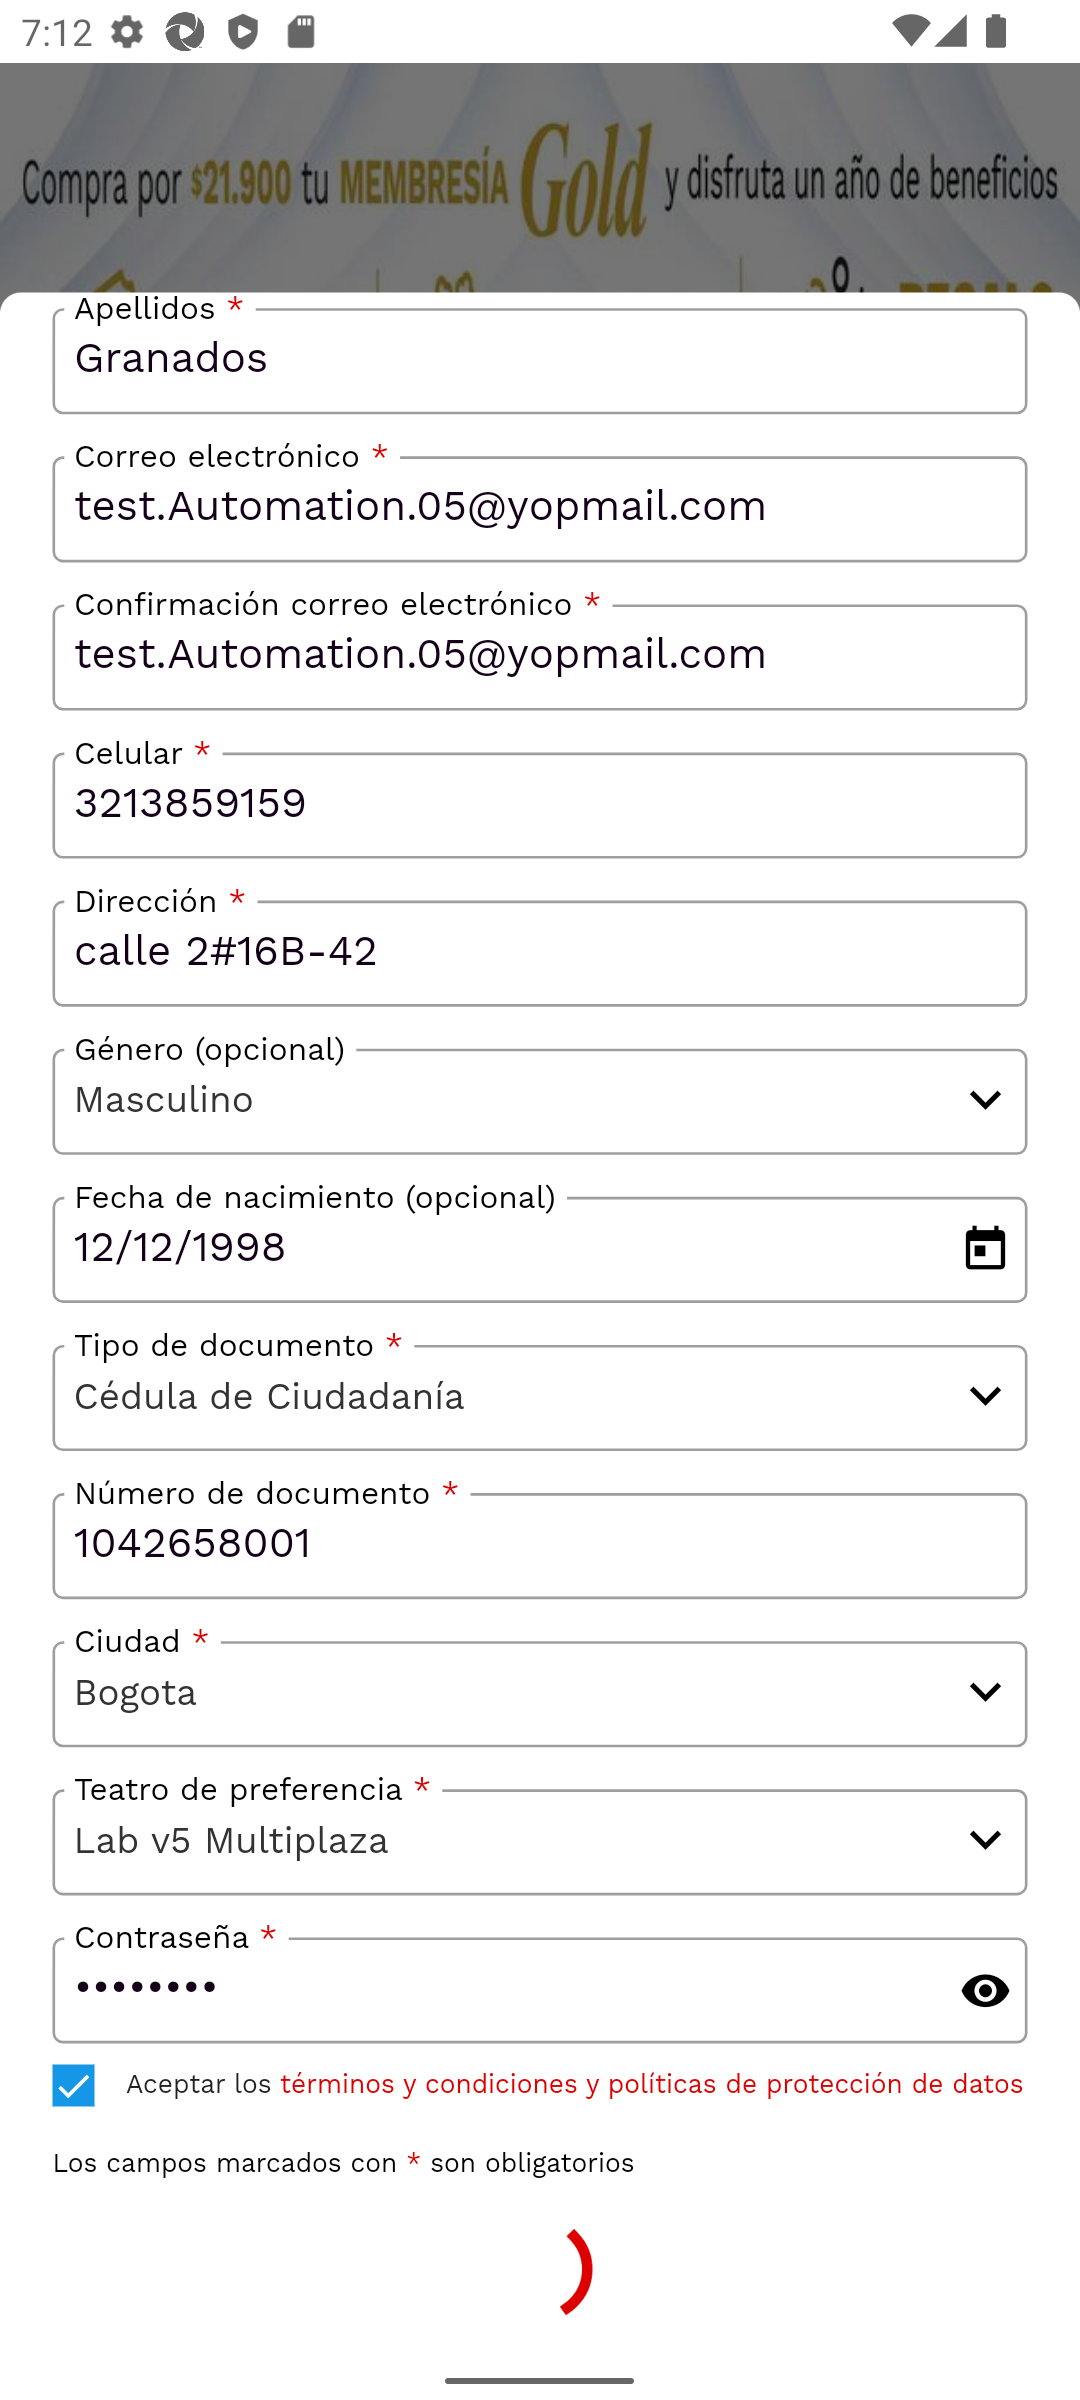 7:12
Compra por $21.900 tu MEMBRESÍA Gold y disfruta un año de beneficios
Apellidos *
Granados
Correo electrónico *
test.Automation.05@yopmail.com
Confirmación correo electrónico *
test.Automation.05@yopmail.com
Celular *
3213859159
Dirección *
calle 2#16B-42
Género (opcional)
Masculino
Fecha de nacimiento (opcional)
12/12/1998
Tipo de documento *
Cédula de Ciudadanía
Número de documento *
1042658001
Ciudad *
Bogota
Teatro de preferencia *
Lab v5 Multiplaza
Contraseña *
••••••••
Aceptar los términos y condiciones y políticas de protección de datos
Los campos marcados con * son obligatorios